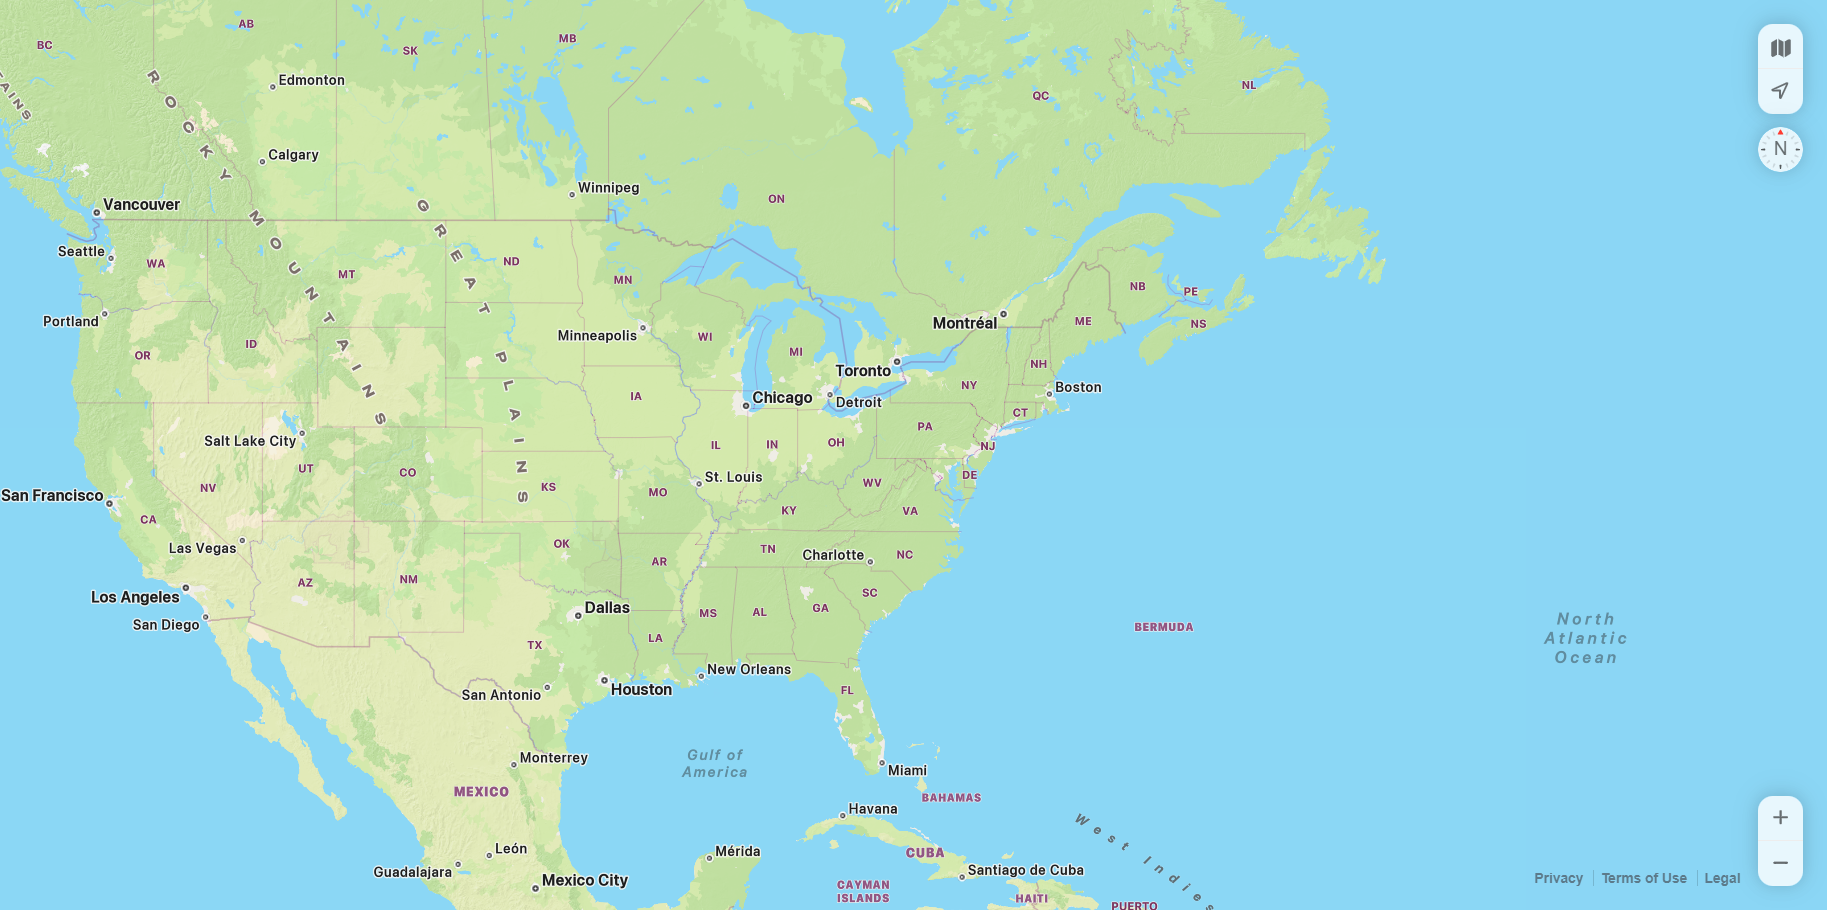 AB
BC
SK
MB
Edmonton
NL
QC
TAINS
ROCKY MOUNTAINS
Calgary
N
Winnipeg
ON
Vancouver
GREAT PLAINS
Seattle
WA
ND
MT
MN
NB
PE
Portland
Montréal
ME
NS
Minneapolis
WI
OR
ID
MI
NH
Toronto
NY
Boston
IA
Chicago
Detroit
CT
PA
Salt Lake City
IL
IN
OH
NJ
UT
CO
St. Louis
DE
NV
KS
MO
WV
San Francisco
KY
VA
CA
Las Vegas
OK
TN
Charlotte
NC
AZ
NM
AR
SC
Los Angeles
Dallas
MS
AL
GA
San Diego
BERMUDA
North
Atlantic
Ocean
TX
LA
New Orleans
San Antonio
Houston
FL
Gulf of
America
Monterrey
Miami
MEXICO
BAHAMAS
Havana
West Indies
León
Mérida
CUBA
Guadalajara
Santiago de Cuba
Mexico City
CAYMAN
ISLANDS
HAITI
PUERTO
Privacy
Terms of Use
Legal